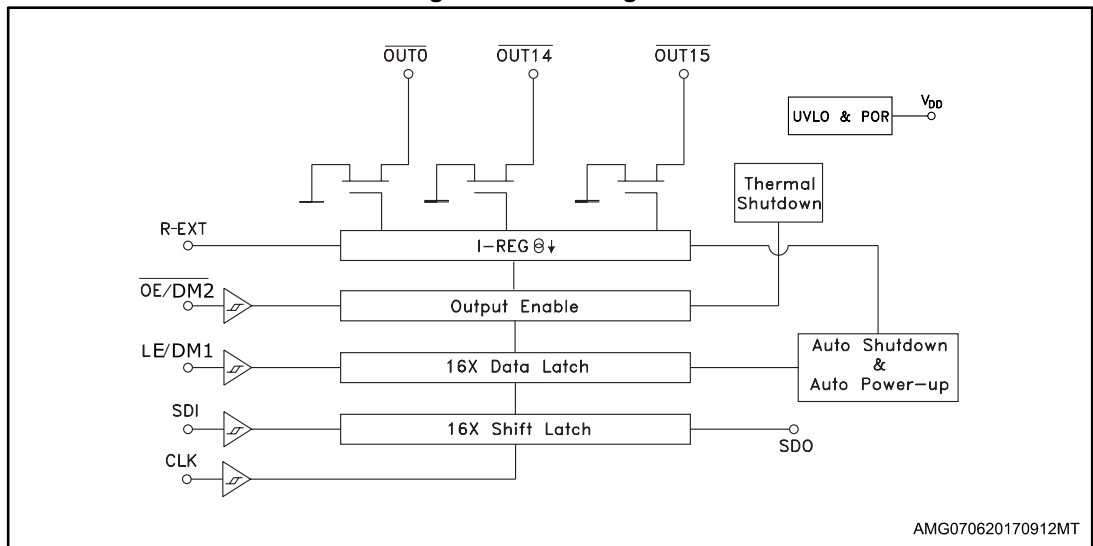 OUT0
OUT14
OUT15
UVLO & POR
VDD
Thermal
Shutdown
R-EXT
I-REG
OE/DM2
Output Enable
LE/DM1
16X Data Latch
Auto Shutdown
&
Auto Power-up
SDI
16X Shift Latch
SDO
CLK
AMG070620170912MT